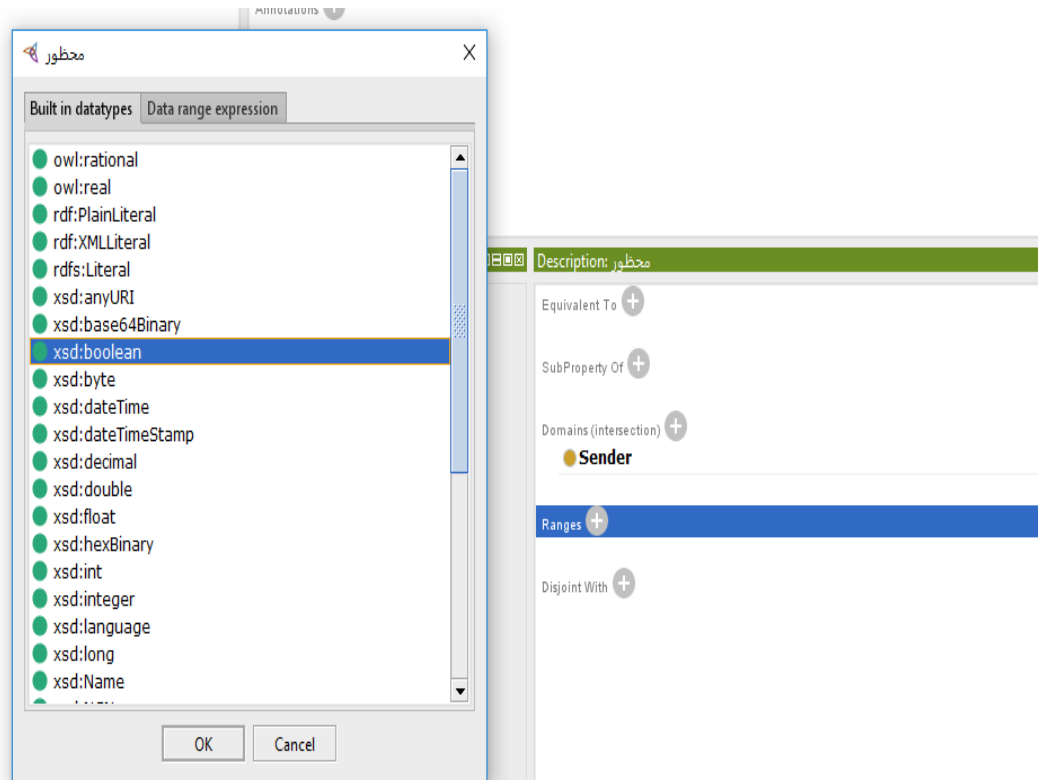 Annotations
محظور
X
Built in datatypes Data range expression
owl:rational
owl:real
rdf:PlainLiteral
rdf:XMLLiteral
rdfs:Literal
xsd:anyURI
xsd:base64Binary
xsd:boolean
xsd:byte
xsd:dateTime
xsd:dateTimeStamp
xsd:decimal
xsd:double
xsd:float
xsd:hexBinary
xsd:int
xsd:integer
xsd:language
xsd:long
xsd:Name
OK Cancel
Description: محظور
Equivalent To
SubProperty Of
Domains (intersection)
Sender
Ranges
Disjoint With